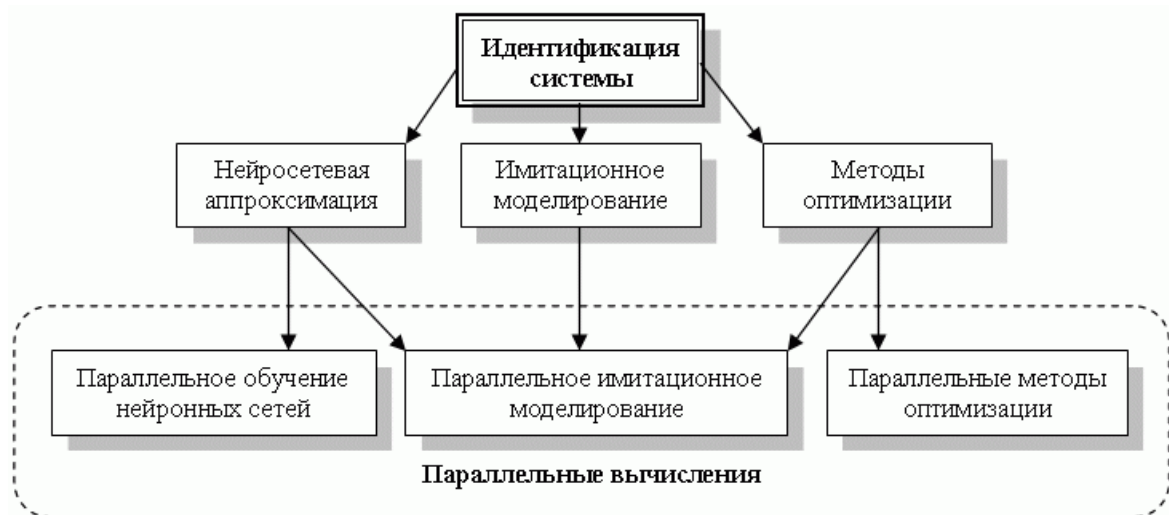 Идентификация
системы
Нейросетевая
аппроксимация
Имитационное
моделирование
Методы
оптимизации
Параллельное обучение
нейронных сетей
Параллельное имитационное
моделирование
Параллельные методы
оптимизации
Параллельные вычисления